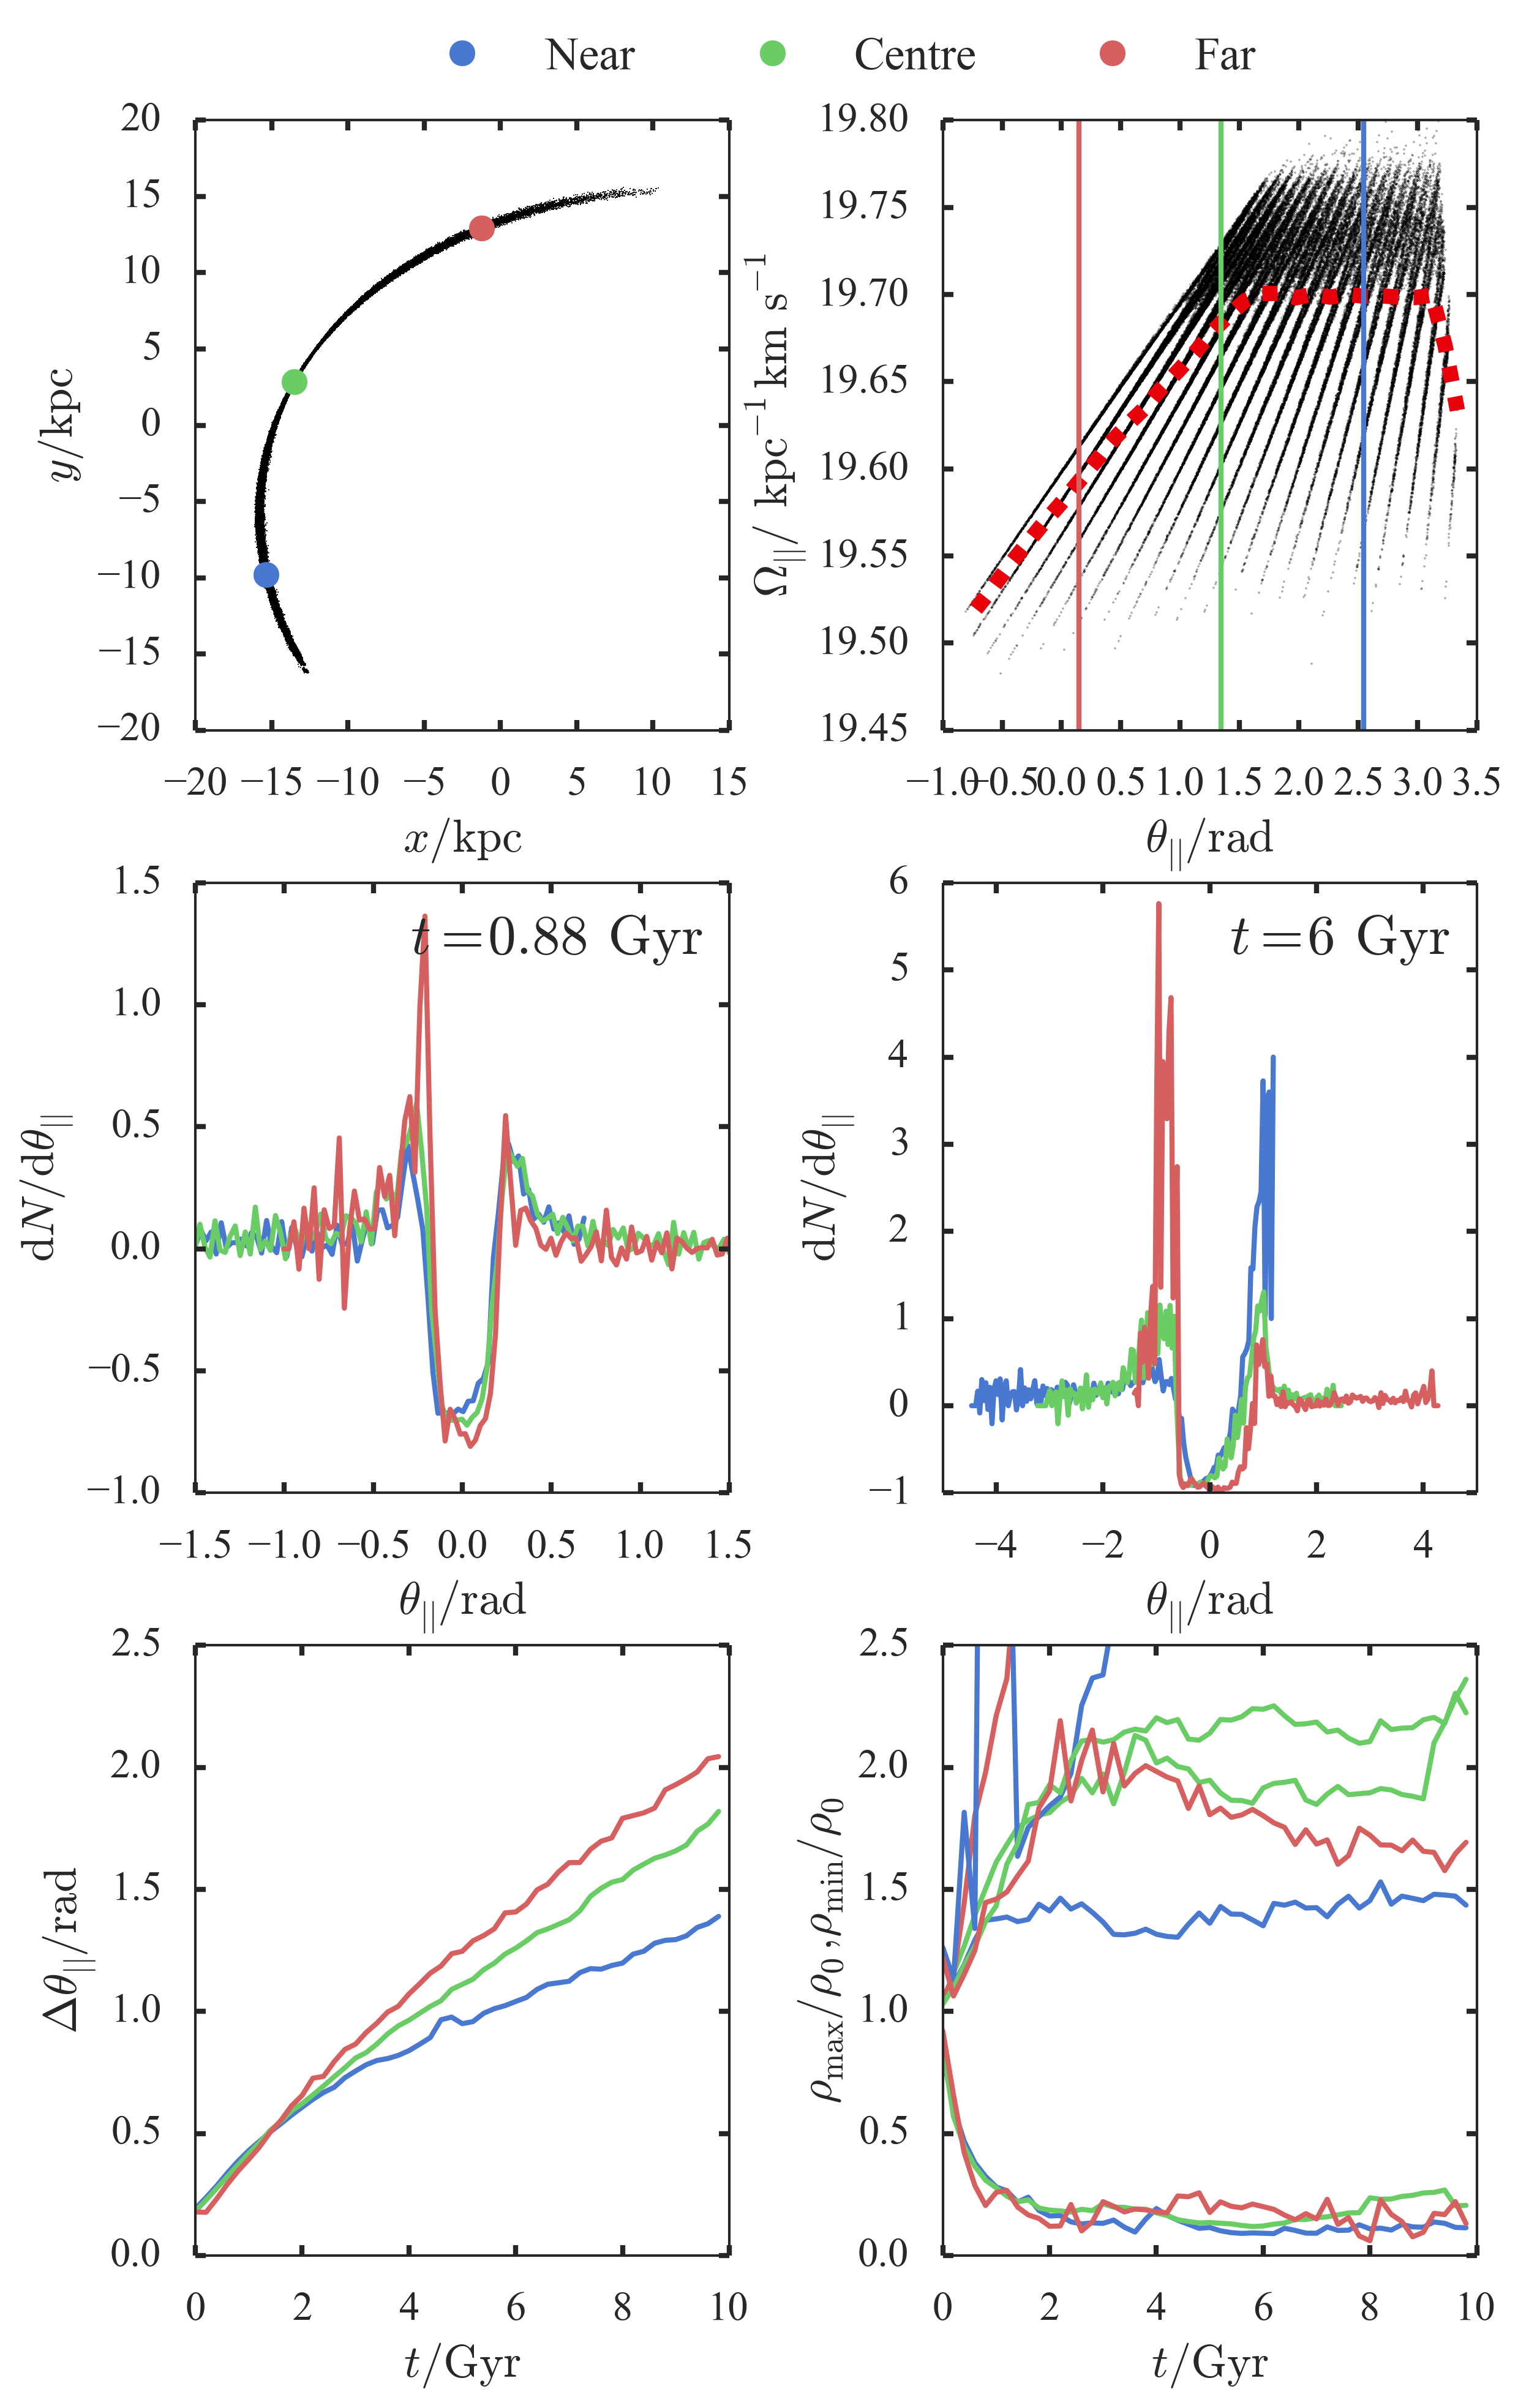 Near Centre Far
20
15
10
5
0
−5
−10
−15
−20
y/kpc
−20 −15 −10 −5 0 5 10 15
x/kpc
19.80
19.75
19.70
19.65
19.60
19.55
19.50
19.45
Ω||/ kpc⁻¹km s⁻¹
−1.0 −0.5 0.0 0.5 1.0 1.5 2.0 2.5 3.0 3.5
θ||/rad
t =0.88 Gyr
1.5
1.0
0.5
0.0
−0.5
−1.0
dN/dθ||
−1.5 −1.0 −0.5 0.0 0.5 1.0 1.5
θ||/rad
t =6 Gyr
6
5
4
3
2
1
0
−1
dN/dθ||
−4 −2 0 2 4
θ||/rad
2.5
2.0
1.5
1.0
0.5
0.0
Δθ||/rad
0 2 4 6 8 10
t/Gyr
2.5
2.0
1.5
1.0
0.5
0.0
ρmax/ρ0 ,ρmin/ρ0
0 2 4 6 8 10
t/Gyr